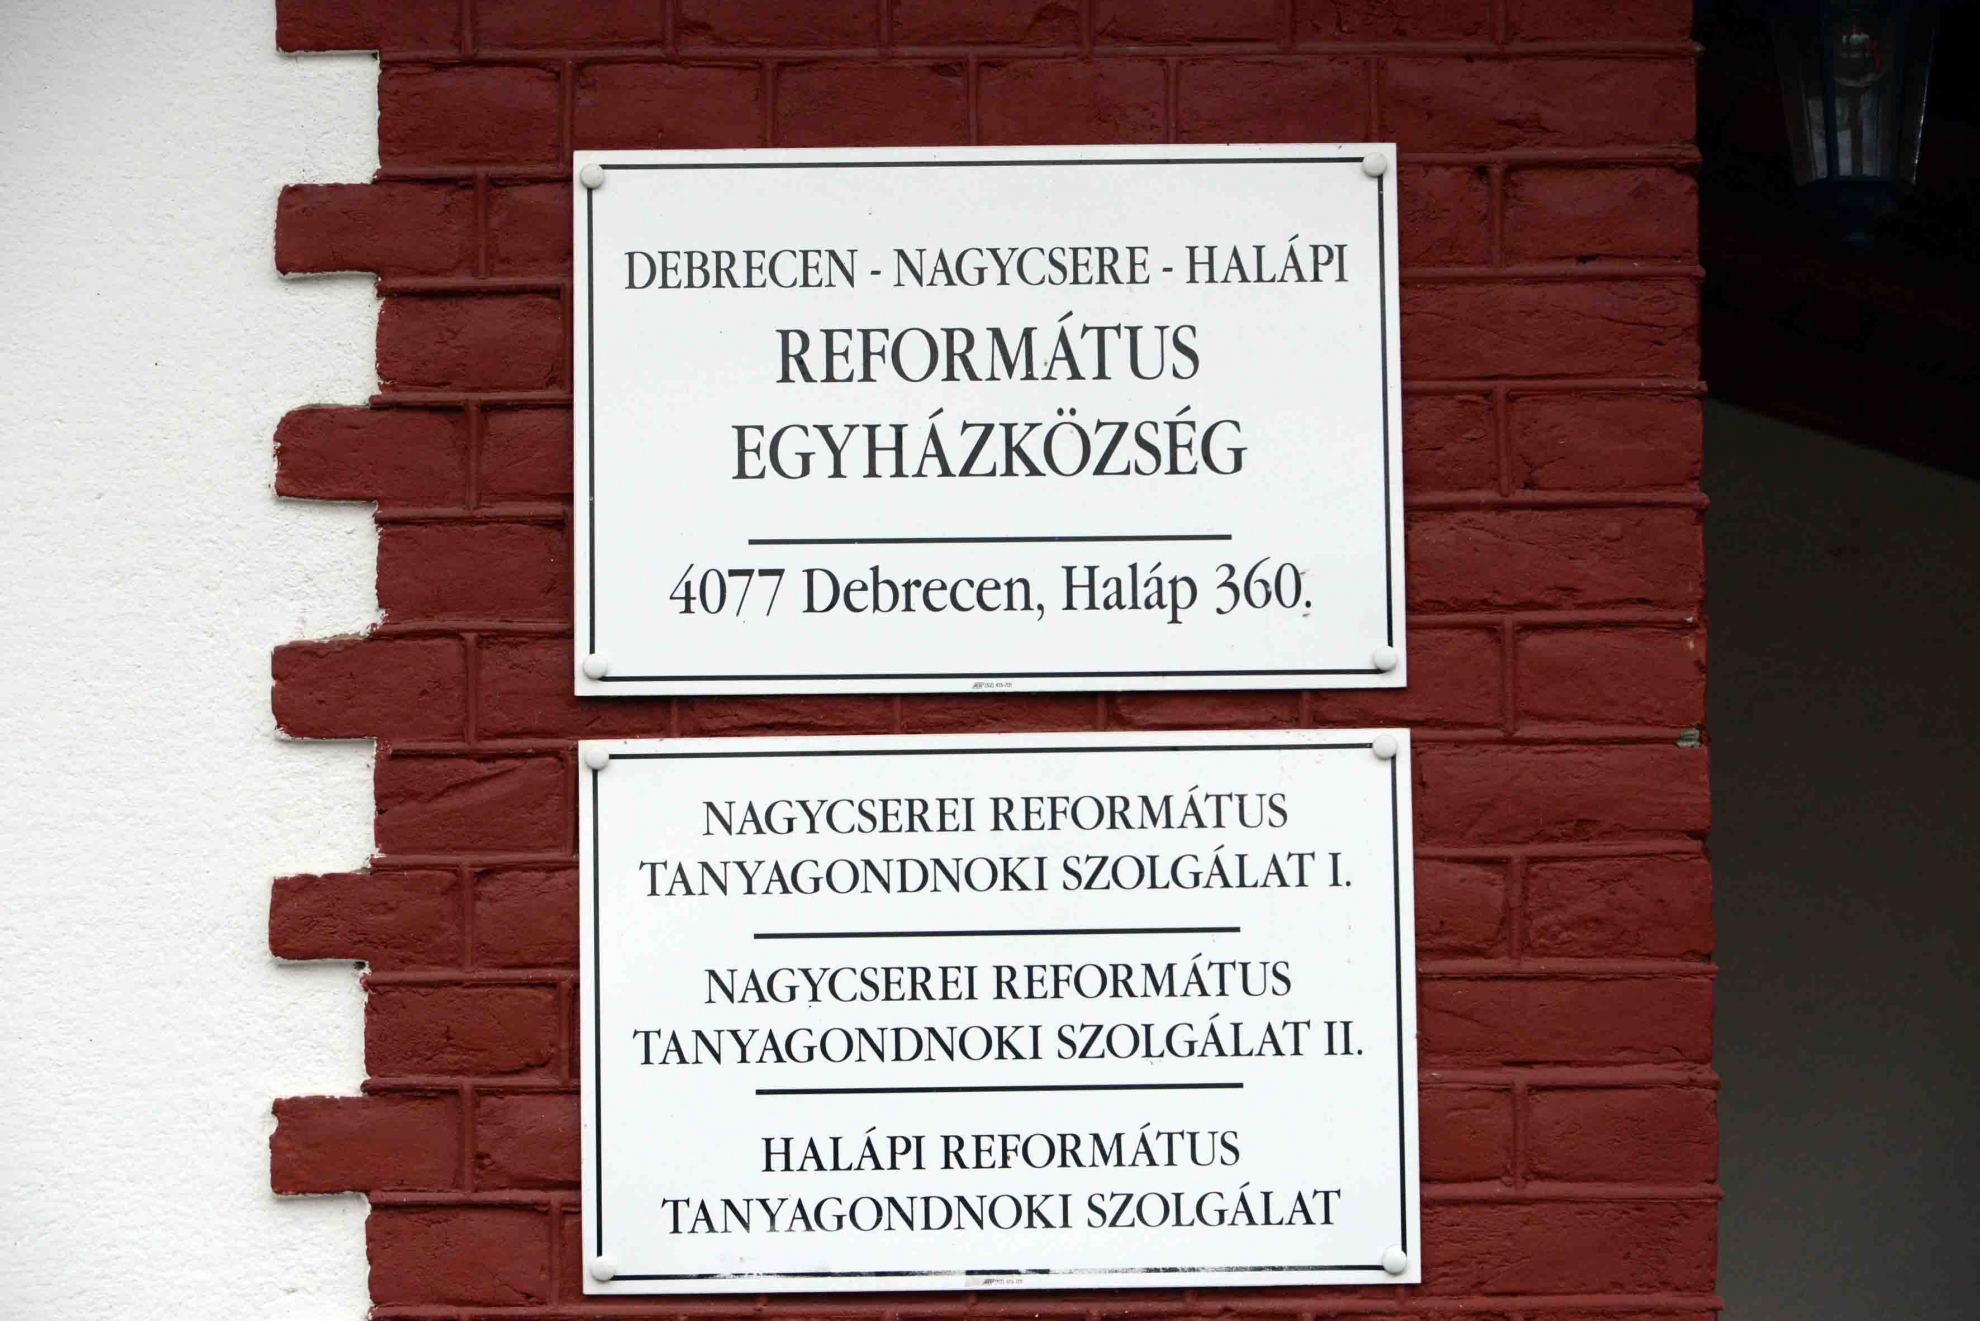 DEBRECEN - NAGYCSERE - HALÁPI
REFORMÁTUS
EGYHÁZKÖZSÉG
4077 Debrecen, Haláp 360.
NAGYCSEREI REFORMÁTUS
TANYAGONDNOKI SZOLGÁLAT I.
NAGYCSEREI REFORMÁTUS
TANYAGONDNOKI SZOLGÁLAT II.
HALÁPI REFORMÁTUS
TANYAGONDNOKI SZOLGÁLAT